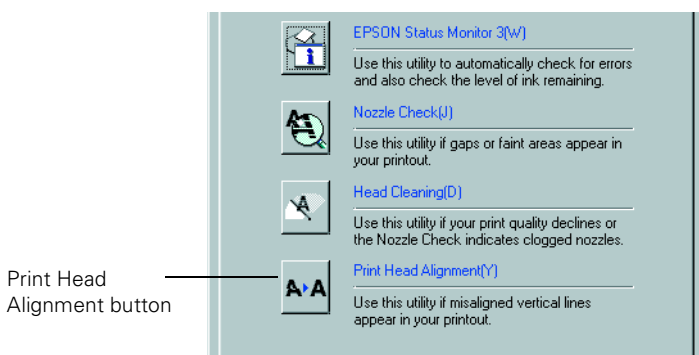 EPSON Status Monitor 3(W)
Use this utility to automatically check for errors
and also check the level of ink remaining.
Nozzle Check(J)
Use this utility if gaps or faint areas appear in
your printout.
Head Cleaning(D)
Use this utility if your print quality declines or
the Nozzle Check indicates clogged nozzles.
Print Head
Alignment button
Print Head Alignment(Y)
Use this utility if misaligned vertical lines
appear in your printout.